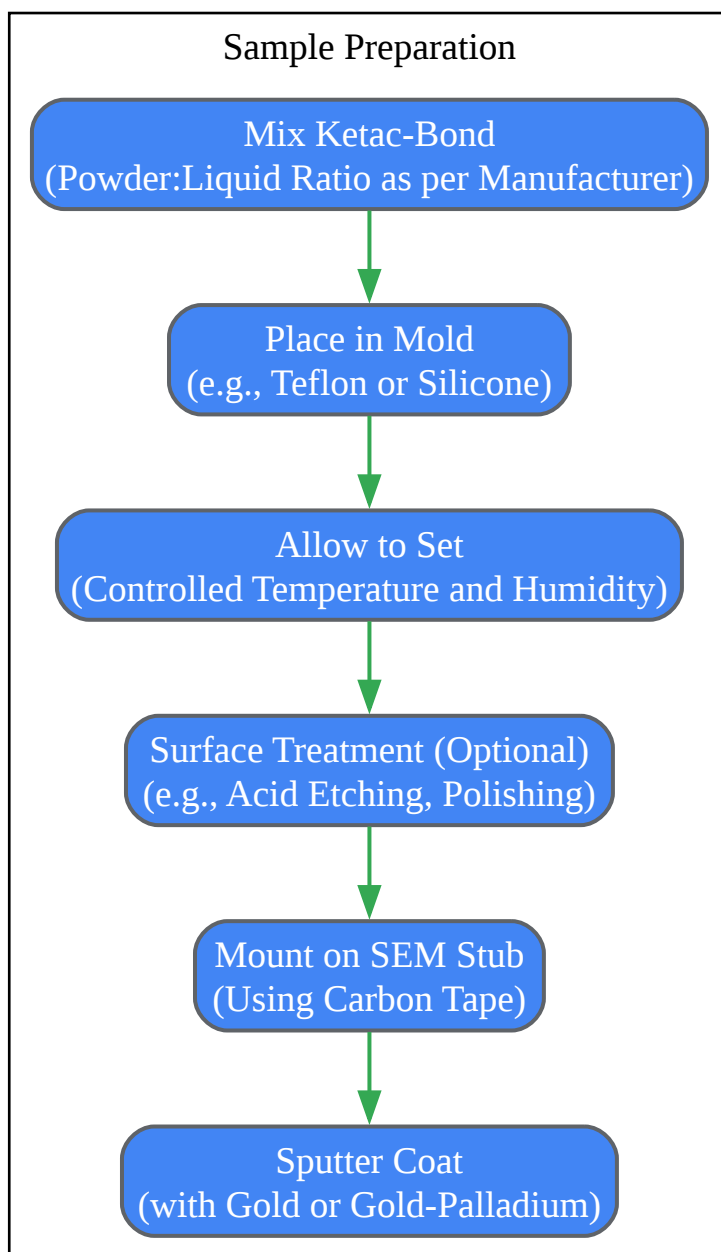 Sample Preparation
Mix Ketac-Bond
(Powder:Liquid Ratio as per Manufacturer)
Place in Mold
(e.g., Teflon or Silicone)
Allow to Set
(Controlled Temperature and Humidity)
Surface Treatment (Optional)
(e.g., Acid Etching, Polishing)
Mount on SEM Stub
(Using Carbon Tape)
Sputter Coat
(with Gold or Gold-Palladium)